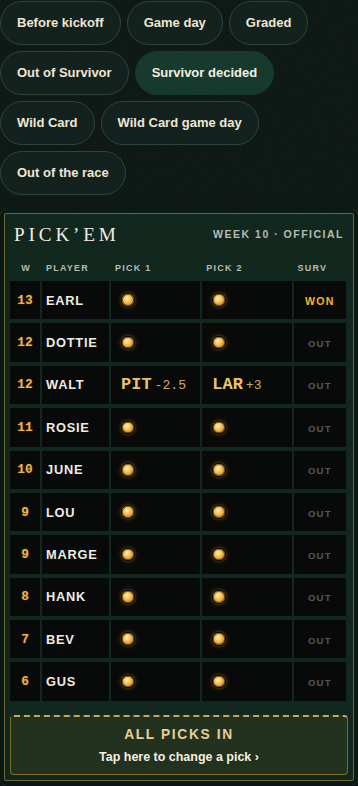 Before kickoff Game day Graded
Out of Survivor Survivor decided
Wild Card Wild Card game day
Out of the race
PICK’EM WEEK 10 · OFFICIAL
W PLAYER PICK 1 PICK 2 SURV
13 EARL WON
12 DOTTIE OUT
12 WALT PIT -2.5 LAR +3 OUT
11 ROSIE OUT
10 JUNE OUT
9 LOU OUT
9 MARGE OUT
8 HANK OUT
7 BEV OUT
6 GUS OUT
ALL PICKS IN
Tap here to change a pick ›